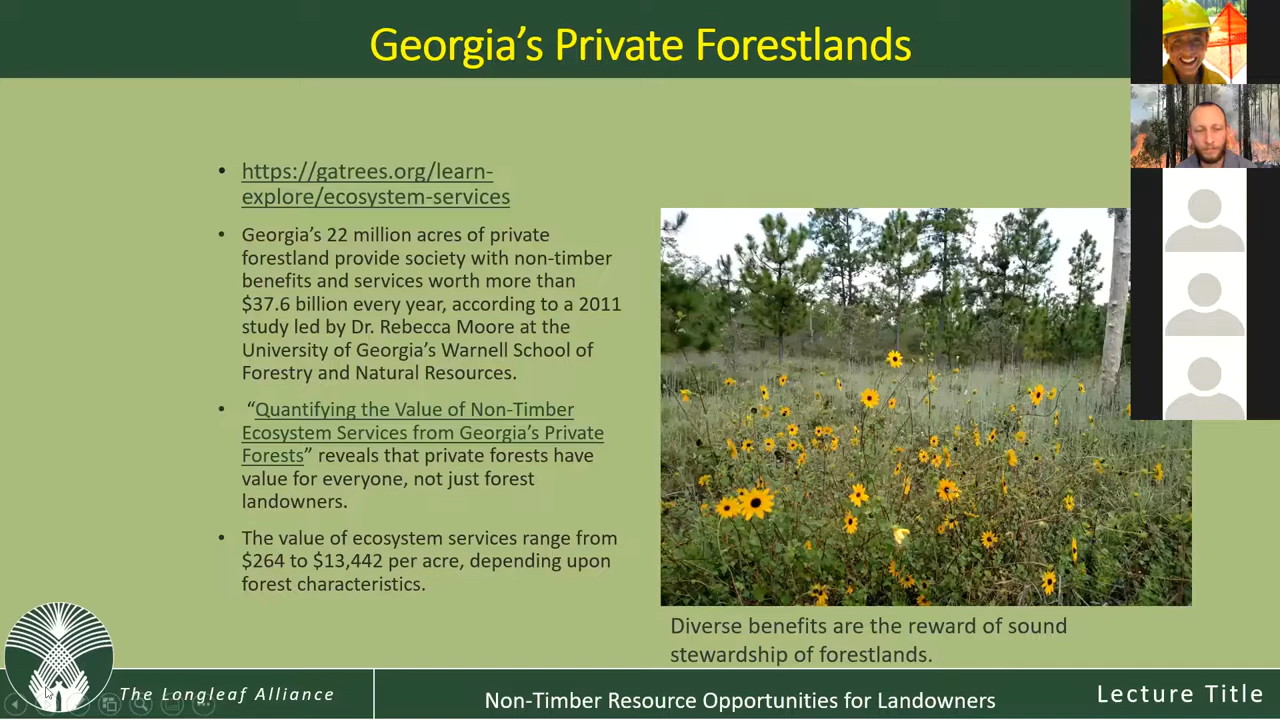 Georgia’s Private Forestlands
• https://gatrees.org/learn-
explore/ecosystem-services
• Georgia’s 22 million acres of private
forestland provide society with non-timber
benefits and services worth more than
$37.6 billion every year, according to a 2011
study led by Dr. Rebecca Moore at the
University of Georgia’s Warnell School of
Forestry and Natural Resources.
• “Quantifying the Value of Non-Timber
Ecosystem Services from Georgia’s Private
Forests” reveals that private forests have
value for everyone, not just forest
landowners.
• The value of ecosystem services range from
$264 to $13,442 per acre, depending upon
forest characteristics.
Diverse benefits are the reward of sound
stewardship of forestlands.
The Longleaf Alliance
Non-Timber Resource Opportunities for Landowners
Lecture Title